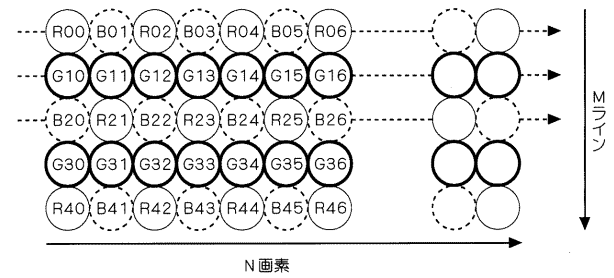 R00 B01 R02 B03 R04 B05 R06
G10 G11 G12 G13 G14 G15 G16
B20 R21 B22 R23 B24 R25 B26
G30 G31 G32 G33 G34 G35 G36
R40 B41 R42 B43 R44 B45 R46
Mライン
N画素